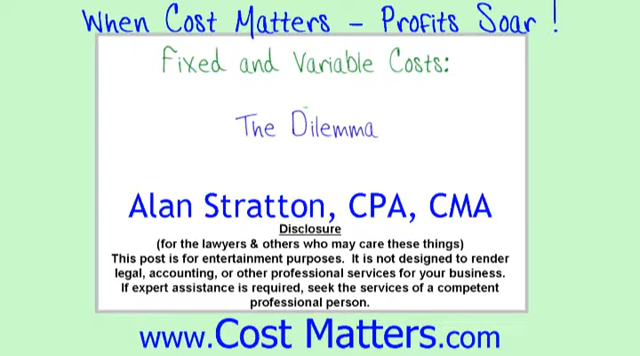 When Cost Matters – Profits Soar !
Fixed and Variable Costs:
The Dilemma
Alan Stratton, CPA, CMA
Disclosure
(for the lawyers & others who may care these things)
This post is for entertainment purposes.  It is not designed to render
legal, accounting, or other professional services for your business.
If expert assistance is required, seek the services of a competent
professional person.
www.Cost Matters.com